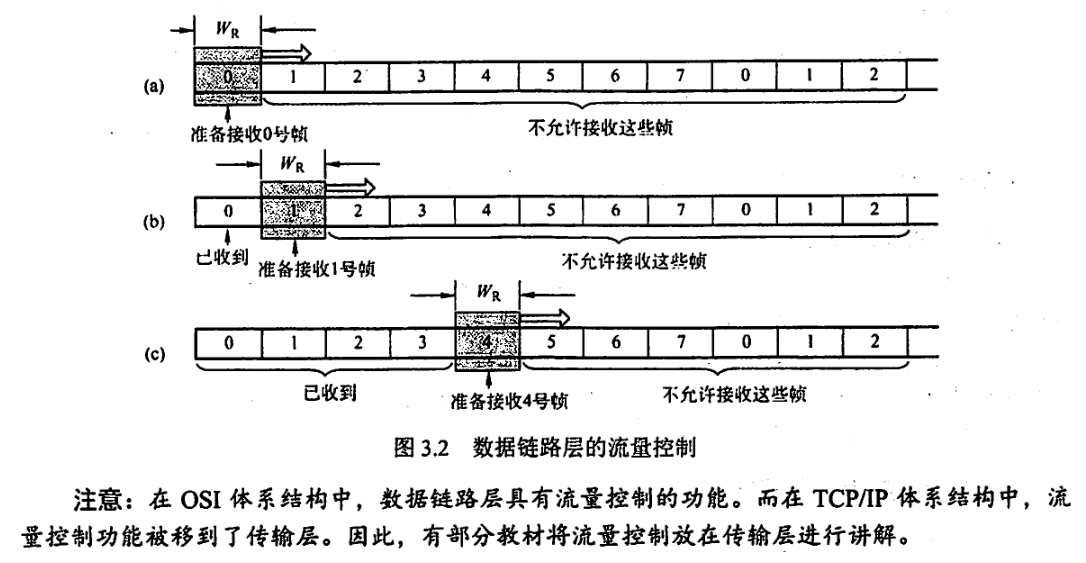 W_R
(a) 0 1 2 3 4 5 6 7 0 1 2
准备接收0号帧 不允许接收这些帧
W_R
(b) 0 1 2 3 4 5 6 7 0 1 2
已收到 准备接收1号帧 不允许接收这些帧
W_R
(c) 0 1 2 3 4 5 6 7 0 1 2
已收到 准备接收4号帧 不允许接收这些帧
图 3.2 数据链路层的流量控制
注意：在 OSI 体系结构中，数据链路层具有流量控制的功能。而在 TCP/IP 体系结构中，流
量控制功能被移到了传输层。因此，有部分教材将流量控制放在传输层进行讲解。